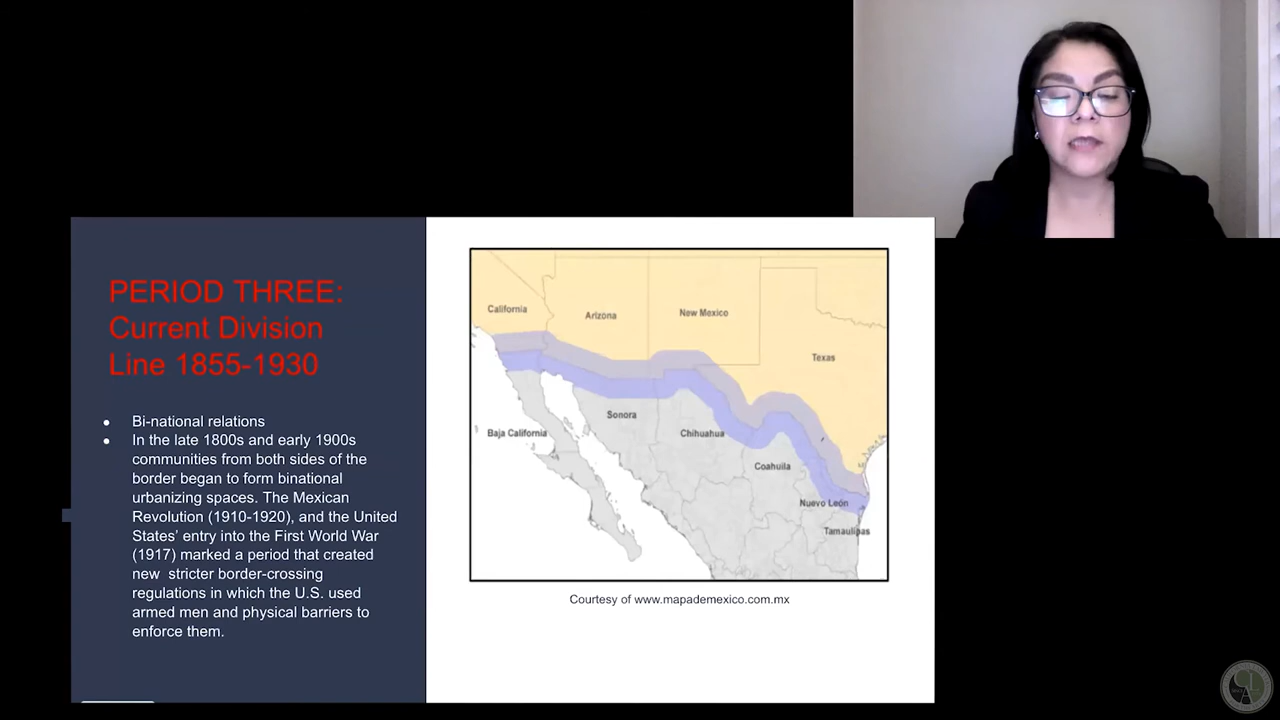 PERIOD THREE:
Current Division
Line 1855-1930
Bi-national relations
In the late 1800s and early 1900s
communities from both sides of the
border began to form binational
urbanizing spaces. The Mexican
Revolution (1910-1920), and the United
States' entry into the First World War
(1917) marked a period that created
new stricter border-crossing
regulations in which the U.S. used
armed men and physical barriers to
enforce them.
California
Arizona
New Mexico
Texas
Sonora
Baja California
Chihuahua
Coahuila
Nuevo León
Tamaulipas
Courtesy of www.mapademexico.com.mx